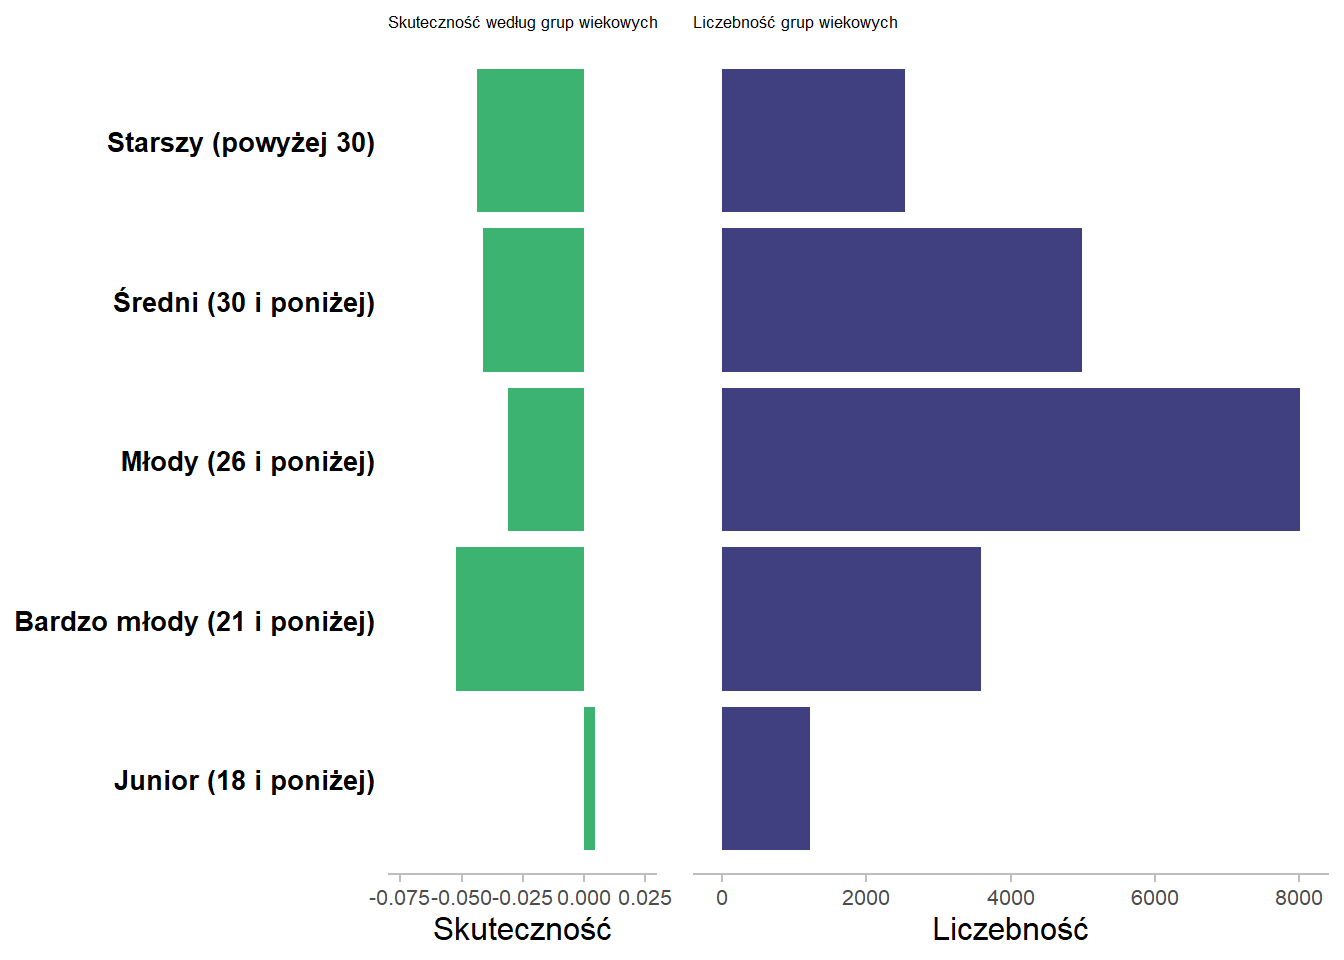 Skuteczność według grup wiekowych
Liczebność grup wiekowych
Starszy (powyżej 30)
Średni (30 i poniżej)
Młody (26 i poniżej)
Bardzo młody (21 i poniżej)
Junior (18 i poniżej)
-0.075 -0.050 -0.025 0.000 0.025
0 2000 4000 6000 8000
Skuteczność
Liczebność